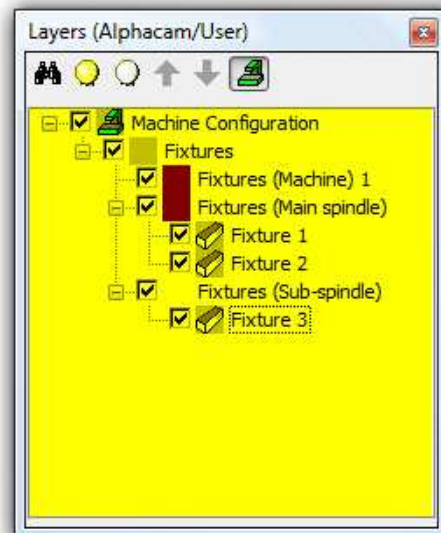 Layers (Alphacam/User)
Machine Configuration
Fixtures
Fixtures (Machine) 1
Fixtures (Main spindle)
Fixture 1
Fixture 2
Fixtures (Sub-spindle)
Fixture 3